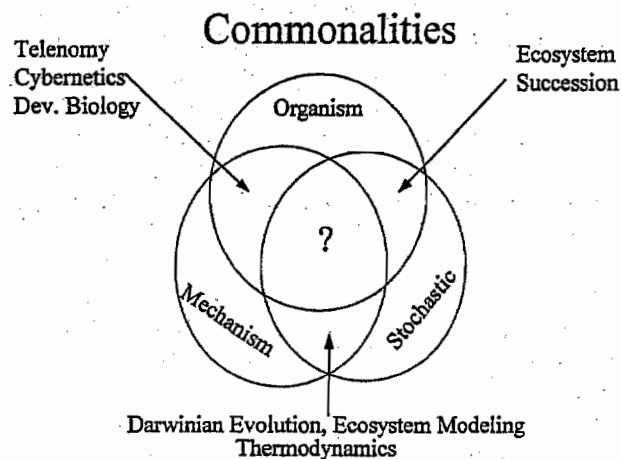 Commonalities
Telenomy
Cybernetics
Dev. Biology
Ecosystem
Succession
Organism
?
Mechanism
Stochastic
Darwinian Evolution, Ecosystem Modeling
Thermodynamics